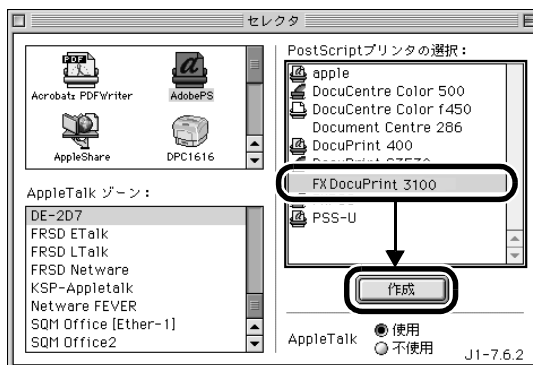 セレクタ
Acrobat™ PDFWriter
AdobePS
AppleShare
DPC1616
AppleTalk ゾーン：
DE-2D7
FRSD ETalk
FRSD LTalk
FRSD Netware
KSP-Appletalk
Netware FEVER
SQM Office [Ether-1]
SQM Office2
PostScriptプリンタの選択：
apple
DocuCentre Color 500
DocuCentre Color f450
Document Centre 286
DocuPrint 400
FX DocuPrint 3100
PSS-U
作成
AppleTalk
使用
不使用
J1-7.6.2